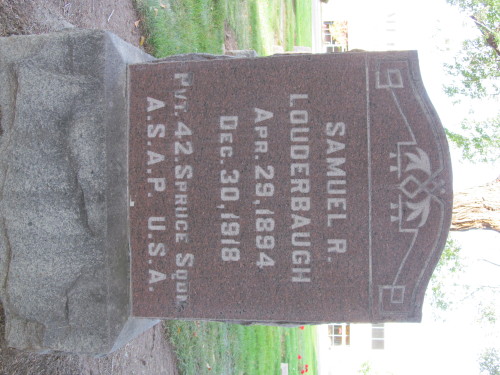 SAMUEL R.
LOUDERBAUGH
APR. 29, 1894
DEC. 30, 1918
PVT. 42. SPRUCE SQDR.
A.S.A.P. U.S.A.